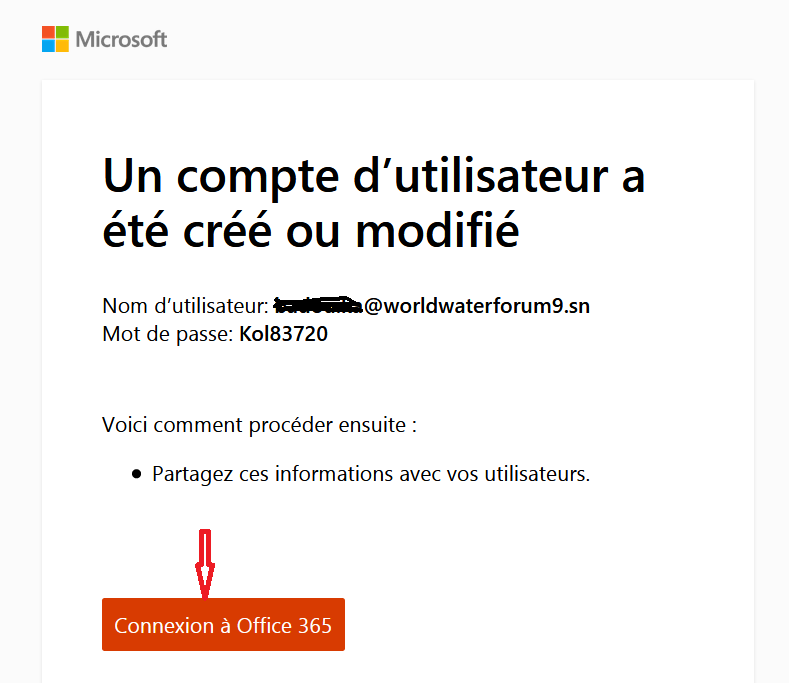 Microsoft
Un compte d’utilisateur a
été créé ou modifié
Nom d’utilisateur: @worldwaterforum9.sn
Mot de passe: Kol83720
Voici comment procéder ensuite :
● Partagez ces informations avec vos utilisateurs.
Connexion à Office 365